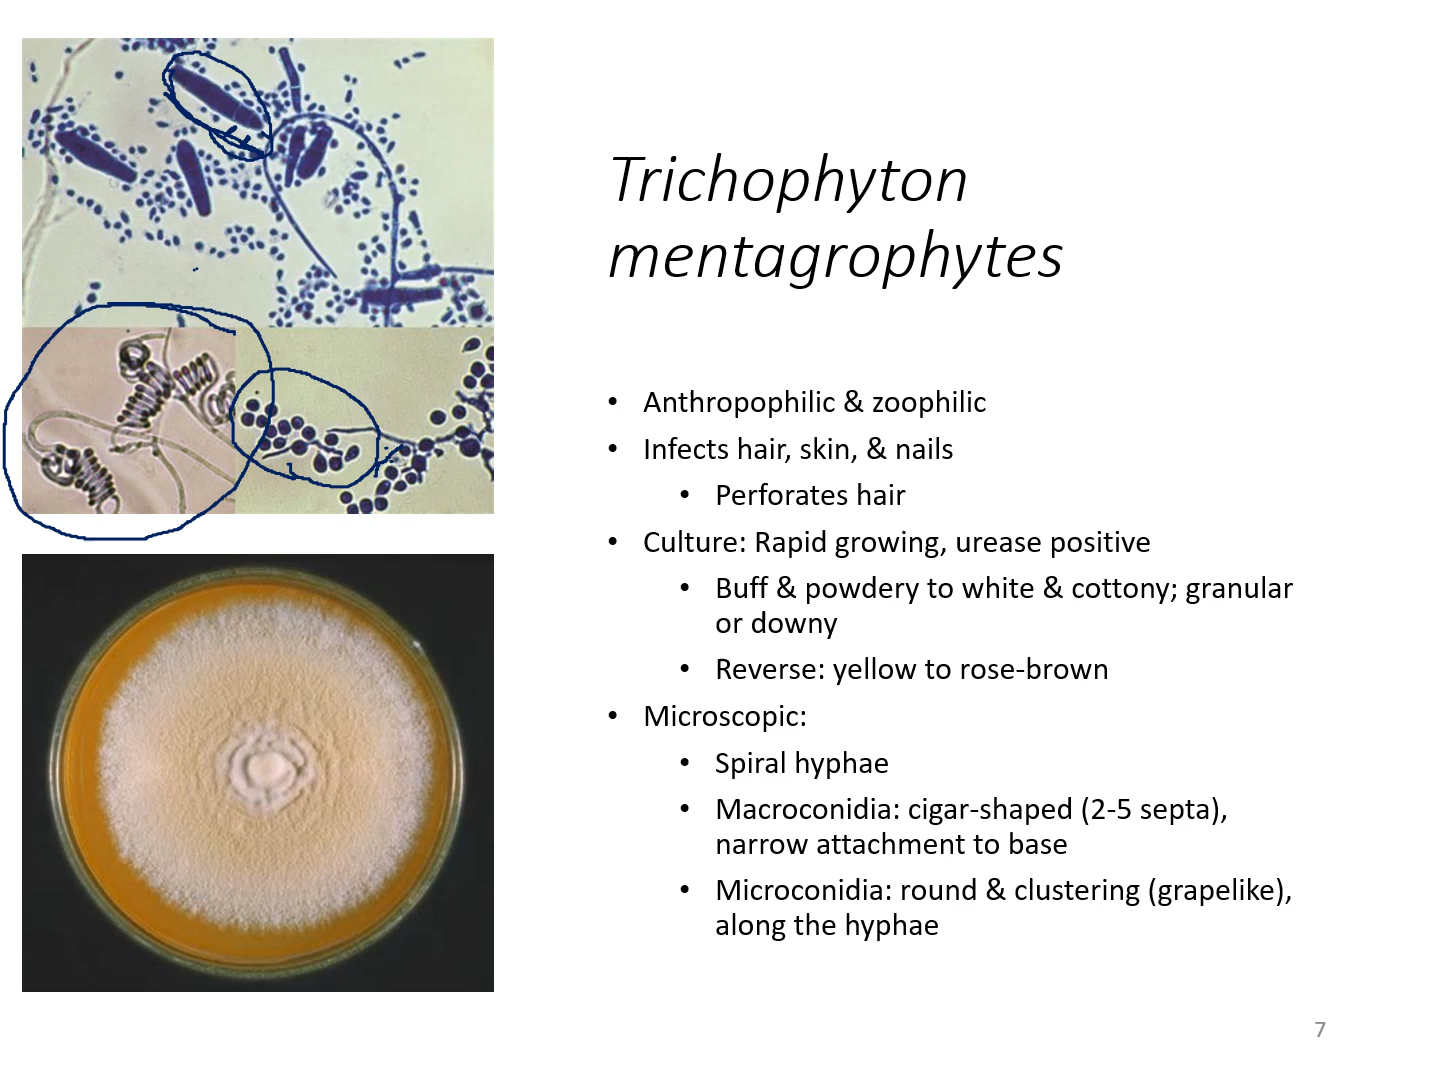 Trichophyton
mentagrophytes
• Anthropophilic & zoophilic
• Infects hair, skin, & nails
• Perforates hair
• Culture: Rapid growing, urease positive
• Buff & powdery to white & cottony; granular
or downy
• Reverse: yellow to rose-brown
• Microscopic:
• Spiral hyphae
• Macroconidia: cigar-shaped (2-5 septa),
narrow attachment to base
• Microconidia: round & clustering (grapelike),
along the hyphae
7